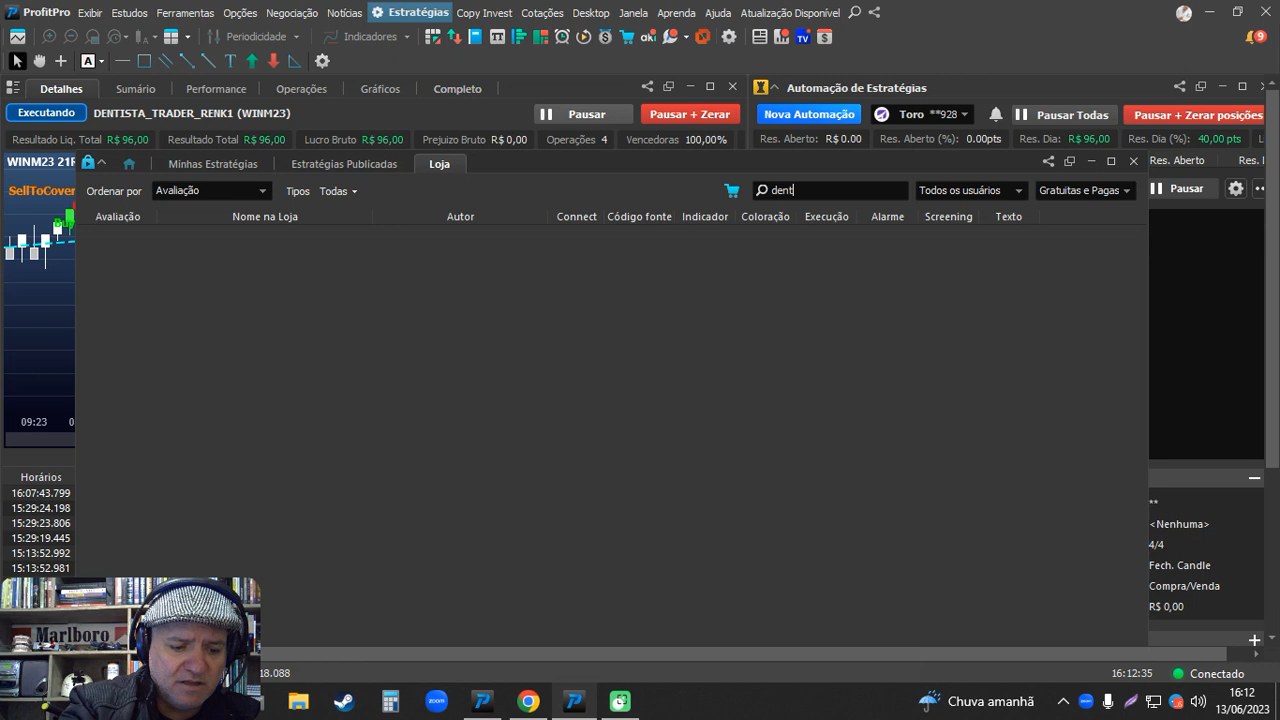 ProfitPro Exibir Estudos Ferramentas Opções Negociação Notícias Estratégias Copy Invest Cotações Desktop Janela Aprenda Ajuda Atualização Disponível
Periodicidade Indicadores TT aki TV 9
A T
Detalhes Sumário Performance Operações Gráficos Completo Automação de Estratégias
Executando DENTISTA_TRADER_RENK1 (WINM23) Pausar Pausar + Zerar Nova Automação Toro **928 Pausar Todas Pausar + Zerar posições
Resultado Liq. Total R$ 96,00 Resultado Total R$ 96,00 Lucro Bruto R$ 96,00 Prejuizo Bruto R$ 0,00 Operações 4 Vencedoras 100,00% Res. Aberto: R$ 0.00 Res. Aberto (%): 0.00pts Res. Dia: R$ 96,00 Res. Dia (%): 40,00 pts
WINM23 21R Minhas Estratégias Estratégias Publicadas Loja Res. Aberto Res.
SellToCover Ordenar por Avaliação Tipos Todas dent Todos os usuários Gratuitas e Pagas Pausar
Avaliação Nome na Loja Autor Connect Código fonte Indicador Coloração Execução Alarme Screening Texto
09:23
Horários
16:07:43.799
15:29:24.198
15:29:23.806
15:29:19.445
15:13:52.992
15:13:52.981
**
<Nenhuma>
4/4
Fech. Candle
Compra/Venda
R$ 0,00
Marlboro
18.088 16:12:35 Conectado
zoom Chuva amanhã 16:12
13/06/2023